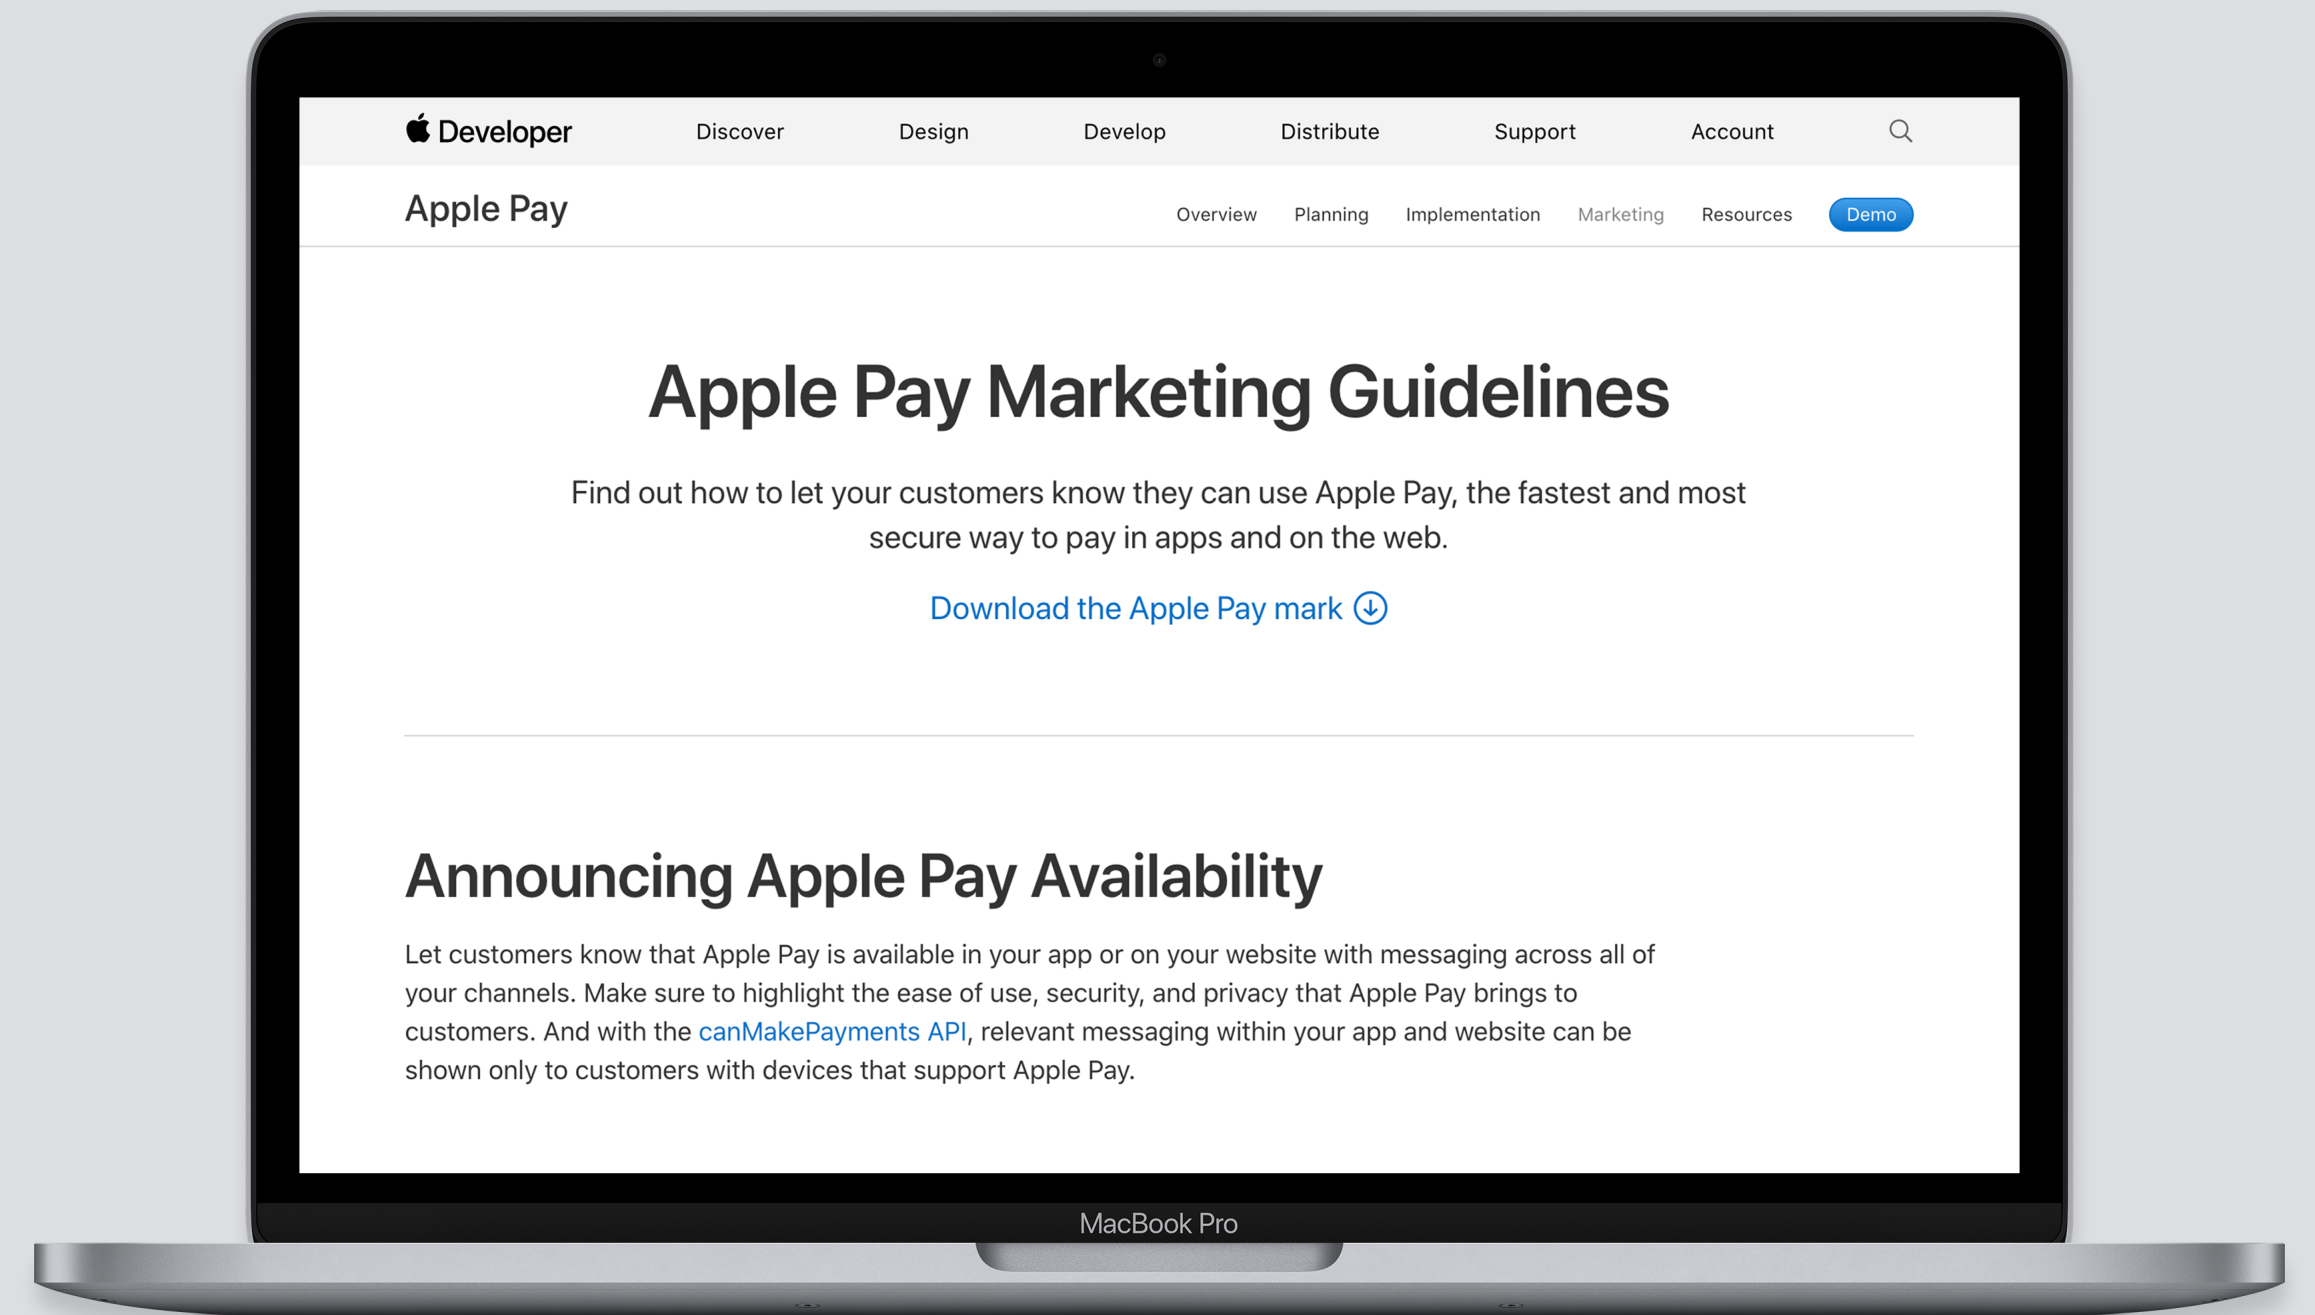 Developer Discover Design Develop Distribute Support Account
Apple Pay Overview Planning Implementation Marketing Resources Demo
Apple Pay Marketing Guidelines
Find out how to let your customers know they can use Apple Pay, the fastest and most
secure way to pay in apps and on the web.
Download the Apple Pay mark
Announcing Apple Pay Availability
Let customers know that Apple Pay is available in your app or on your website with messaging across all of
your channels. Make sure to highlight the ease of use, security, and privacy that Apple Pay brings to
customers. And with the canMakePayments API, relevant messaging within your app and website can be
shown only to customers with devices that support Apple Pay.
MacBook Pro